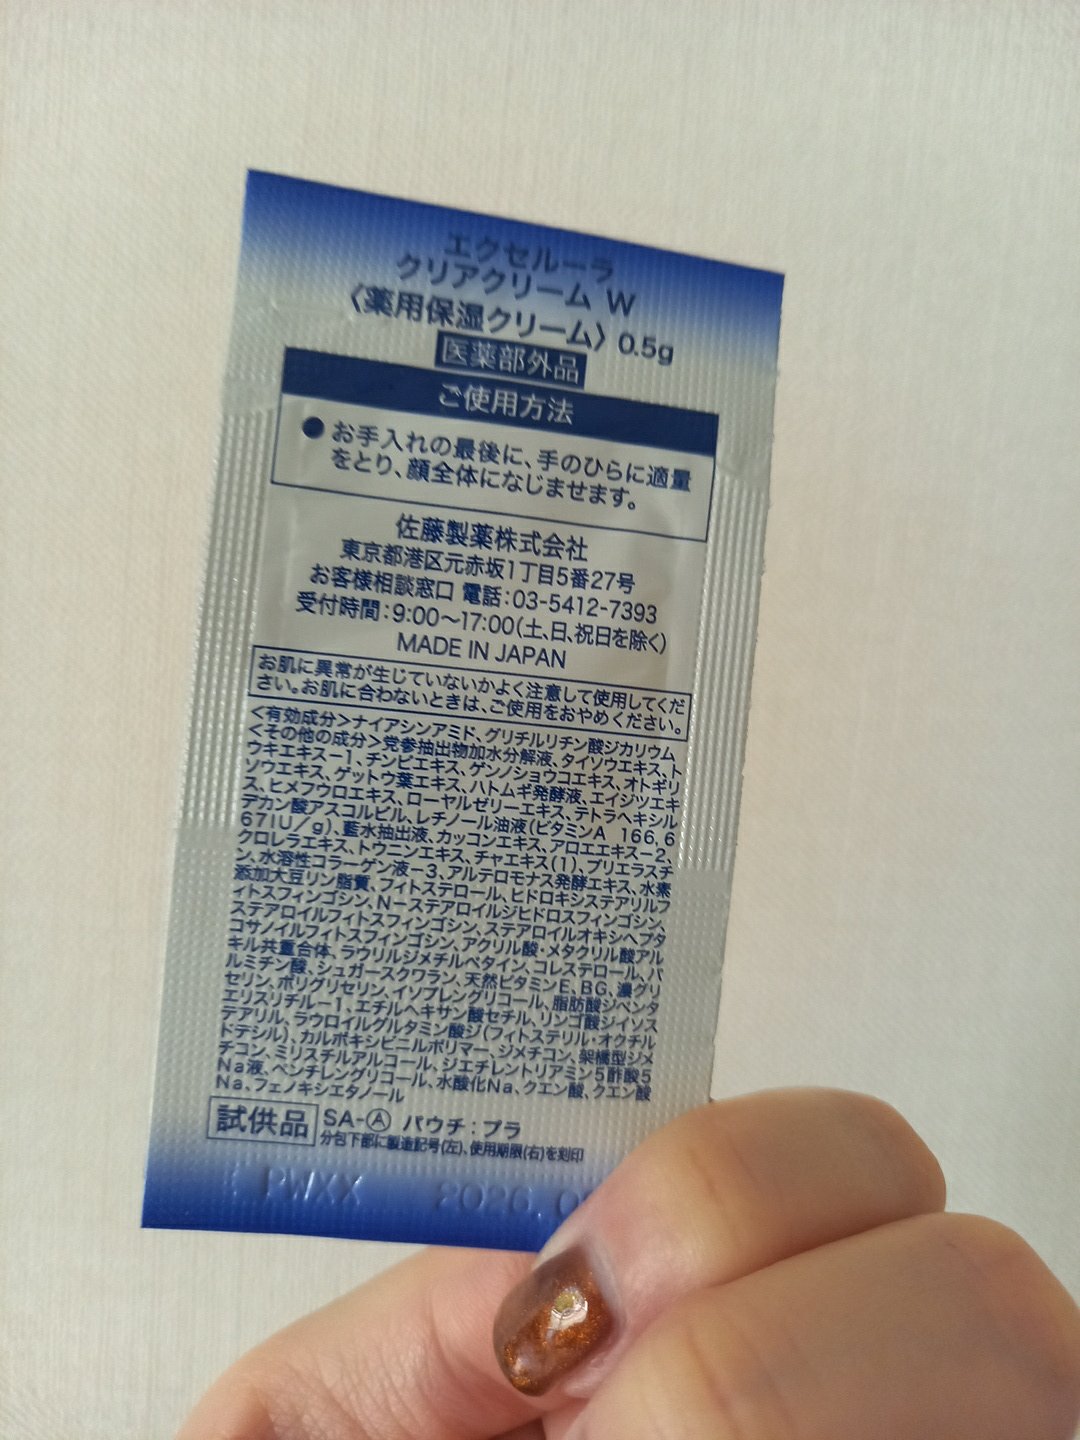 エクセルーラ
クリアクリーム W
〈薬用保湿クリーム〉0.5g
医薬部外品
ご使用方法
●お手入れの最後に、手のひらに適量
をとり、顔全体になじませます。
佐藤製薬株式会社
東京都港区元赤坂1丁目5番27号
お客様相談窓口 電話:03-5412-7393
受付時間:9:00〜17:00(土、日、祝日を除く)
MADE IN JAPAN
お肌に異常が生じていないかよく注意して使用してくだ
さい。お肌に合わないときは、ご使用をおやめください。
<有効成分>ナイアシンアミド、グリチルリチン酸ジカリウム
<その他の成分>党参抽出物加水分解液、タイソウエキス、ト
ウキエキス-1、チンピエキス、ゲンノショウコエキス、オトギリ
ソウエキス、ゲットウ葉エキス、ハトムギ発酵液、エイジツエキ
ス、ヒメフウロエキス、ローヤルゼリーエキス、テトラヘキシル
デカン酸アスコルビル、レチノール油液(ビタミンA 166,6
67IU/g)、藍水抽出液、カッコンエキス、アロエエキス-2、
クロレラエキス、トウニンエキス、チャエキス(1)、プリエラスチ
ン、水溶性コラーゲン液-3、アルテロモナス発酵エキス、水素
添加大豆リン脂質、フィトステロール、ヒドロキシステアリルフ
ィトスフィンゴシン、N-ステアロイルジヒドロスフィンゴシン、
ステアロイルフィトスフィンゴシン、ステアロイルオキシヘプタ
コサノイルフィトスフィンゴシン、アクリル酸・メタクリル酸アル
キル共重合体、ラウリルジメチルベタイン、コレステロール、パ
ルミチン酸、シュガースクワラン、天然ビタミンE、BG、濃グリ
セリン、ポリグリセリン、イソプレングリコール、脂肪酸ジペンタ
エリスリチル-1、エチルヘキサン酸セチル、リンゴ酸ジイソス
テアリル、ラウロイルグルタミン酸ジ(フィトステリル・オクチル
ドデシル)、カルボキシビニルポリマー、ジメチコン、架橋型ジメ
チコン、ミリスチルアルコール、ジエチレントリアミン5酢酸5
Na液、ペンチレングリコール、水酸化Na、クエン酸、クエン酸
Na、フェノキシエタノール
試供品 SA-Ⓐ パウチ:プラ
分包下部に製造記号(左)、使用期限(右)を刻印
PWXX 2026.0